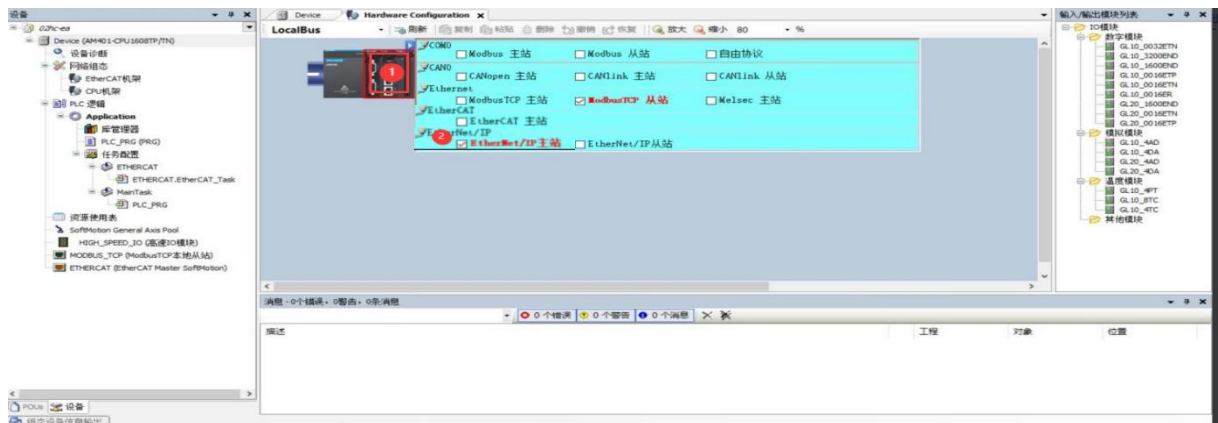 设备
02hc-ea
Device (AM401-CPU1608TP/TN)
设备诊断
网络组态
EtherCAT机架
CPU机架
PLC 逻辑
Application
库管理器
PLC_PRG (PRG)
任务配置
ETHERCAT
ETHERCAT.EtherCAT_Task
MainTask
PLC_PRG
资源使用表
SoftMotion General Axis Pool
HIGH_SPEED_IO (高速IO模块)
MODBUS_TCP (ModbusTCP本地从站)
ETHERCAT (EtherCAT Master SoftMotion)
POUs 设备
Device Hardware Configuration
LocalBus 刷新 复制 粘贴 删除 撤销 恢复 放大 缩小 80 %
1
COM0
Modbus 主站 Modbus 从站 自由协议
CAN0
CANopen 主站 CANlink 主站 CANlink 从站
Ethernet
ModbusTCP 主站 ModbusTCP 从站 Melsec 主站
EtherCAT
EtherCAT 主站
2 /IP
EtherNet/IP主站 EtherNet/IP从站
消息 - 0个错误, 0警告, 0条消息
0 个错误 0 个警告 0 个消息
描述 工程 对象 位置
输入/输出模块列表
IO模块
数字模块
GL10_0032ETN
GL10_3200END
GL10_1600END
GL10_0016ETP
GL10_0016ETN
GL10_0016ER
GL20_1600END
GL20_0016ETN
GL20_0016ETP
模拟模块
GL10_4AD
GL10_4DA
GL20_4AD
GL20_4DA
温度模块
GL10_4PT
GL10_8TC
GL10_4TC
其他模块